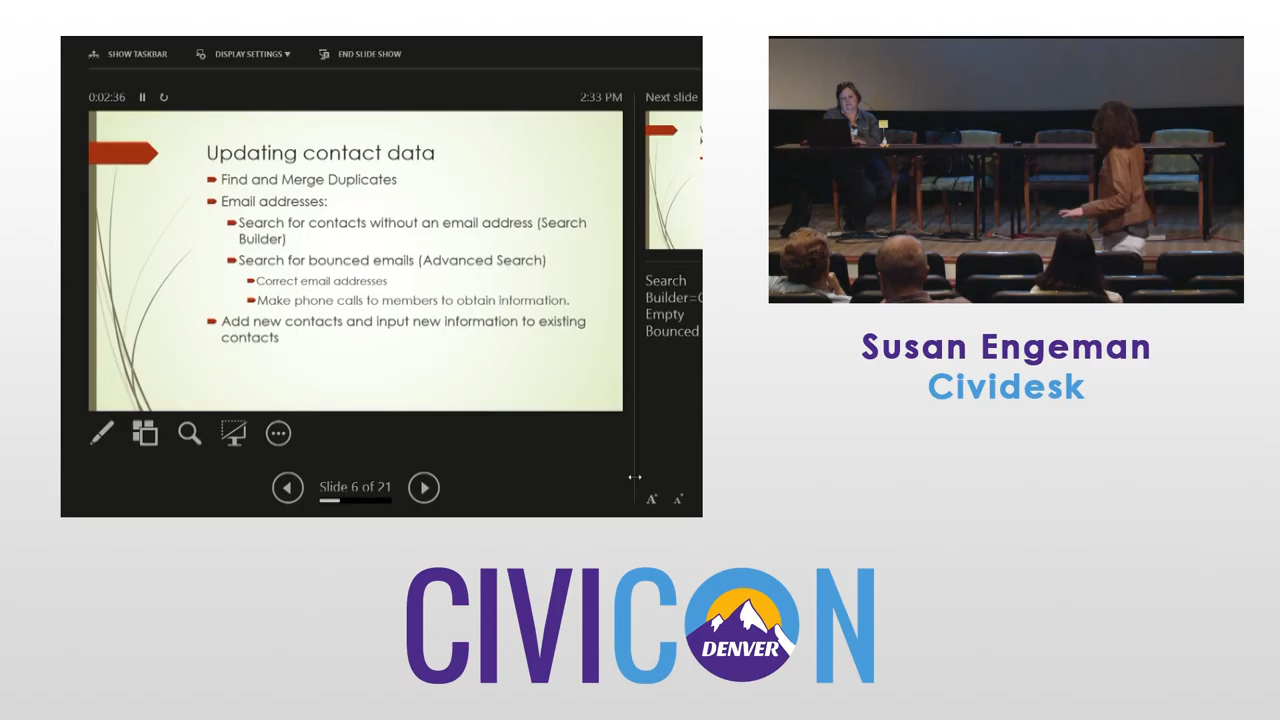 SHOW TASKBAR
DISPLAY SETTINGS
END SLIDE SHOW
0:02:36
2:33 PM
Next slide
Updating contact data
Find and Merge Duplicates
Email addresses:
Search for contacts without an email address (Search
Builder)
Search for bounced emails (Advanced Search)
Correct email addresses
Make phone calls to members to obtain information.
Add new contacts and input new information to existing
contacts
Search
Builder=
Empty
Bounced
Slide 6 of 21
A
A
Susan Engeman
Cividesk
CIVICON
DENVER